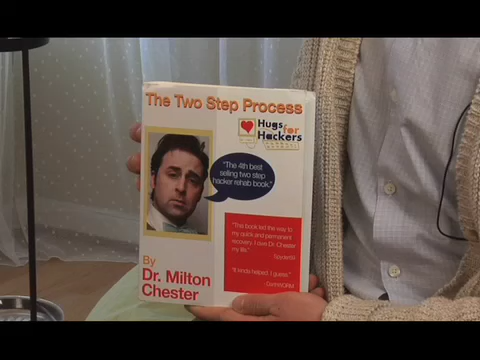 The Two Step Process
Hugs
for
Hackers
"The 4th best
selling two step
hacker rehab book."
"This book led the way to
my quick and permanent
recovery. I owe Dr. Chester
my life."
"It kinda helped. I guess."
By
Dr. Milton
Chester